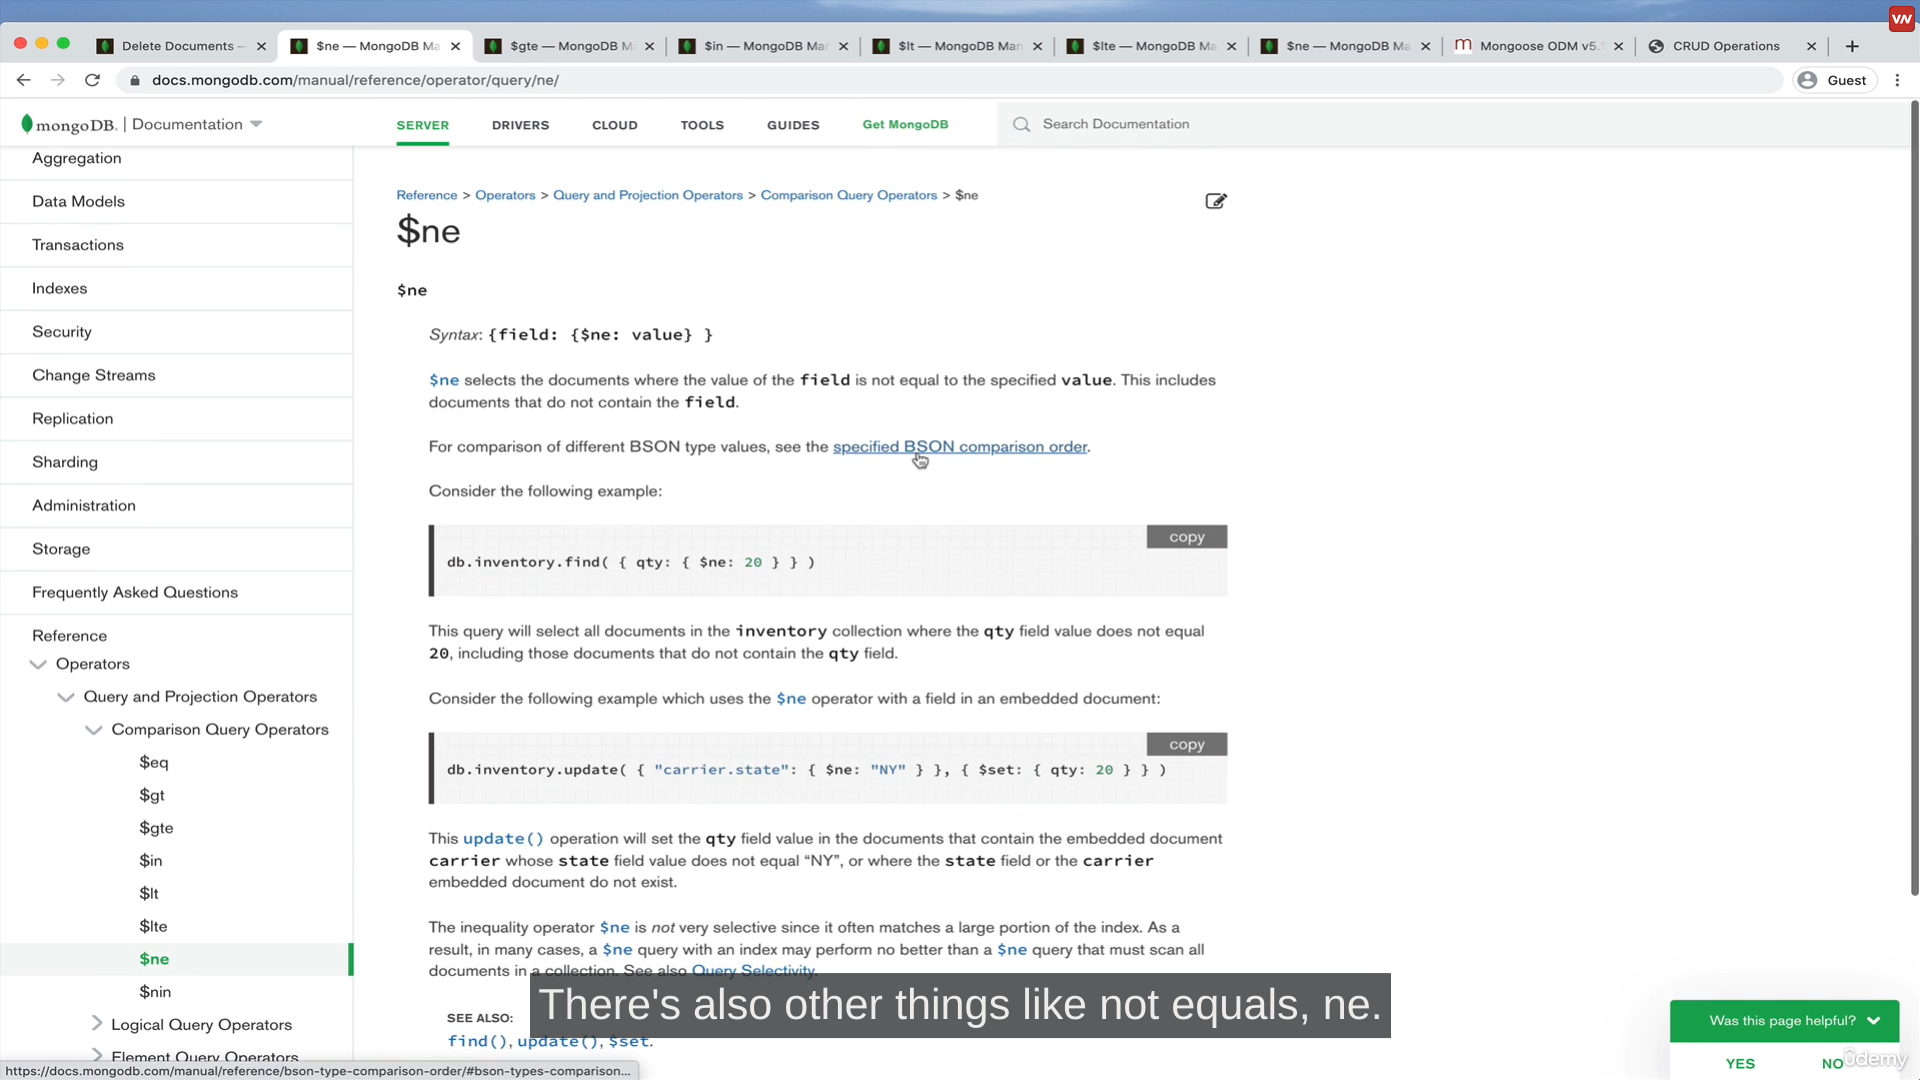 VN
Delete Documents —
$ne — MongoDB Ma
$gte — MongoDB M
$in — MongoDB Man
$lt — MongoDB Man
$lte — MongoDB Ma
$ne — MongoDB Ma
Mongoose ODM v5.
CRUD Operations
docs.mongodb.com/manual/reference/operator/query/ne/
Guest
mongoDB. | Documentation
SERVER
DRIVERS
CLOUD
TOOLS
GUIDES
Get MongoDB
Search Documentation
Aggregation
Data Models
Transactions
Indexes
Security
Change Streams
Replication
Sharding
Administration
Storage
Frequently Asked Questions
Reference
Operators
Query and Projection Operators
Comparison Query Operators
$eq
$gt
$gte
$in
$lt
$lte
$ne
$nin
Logical Query Operators
Element Query Operators
Reference > Operators > Query and Projection Operators > Comparison Query Operators > $ne
$ne
$ne
Syntax: {field: {$ne: value} }
$ne selects the documents where the value of the field is not equal to the specified value. This includes
documents that do not contain the field.
For comparison of different BSON type values, see the specified BSON comparison order.
Consider the following example:
copy
db.inventory.find( { qty: { $ne: 20 } } )
This query will select all documents in the inventory collection where the qty field value does not equal
20, including those documents that do not contain the qty field.
Consider the following example which uses the $ne operator with a field in an embedded document:
copy
db.inventory.update( { "carrier.state": { $ne: "NY" } }, { $set: { qty: 20 } } )
This update() operation will set the qty field value in the documents that contain the embedded document
carrier whose state field value does not equal “NY”, or where the state field or the carrier
embedded document do not exist.
The inequality operator $ne is not very selective since it often matches a large portion of the index. As a
result, in many cases, a $ne query with an index may perform no better than a $ne query that must scan all
documents in a collection. See also Query Selectivity.
There's also other things like not equals, ne.
SEE ALSO:
find(), update(), $set.
Was this page helpful?
YES
NO
ûdemy
https://docs.mongodb.com/manual/reference/bson-type-comparison-order/#bson-types-comparison...